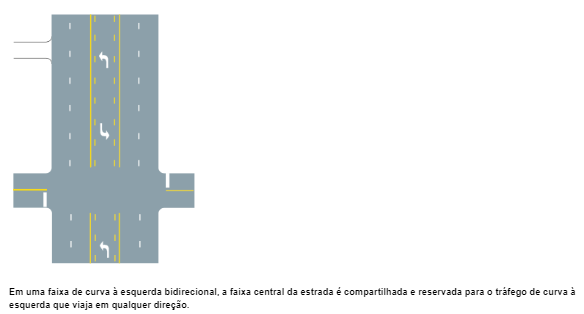 Em uma faixa de curva à esquerda bidirecional, a faixa central da estrada é compartilhada e reservada para o tráfego de curva à
esquerda que viaja em qualquer direção.